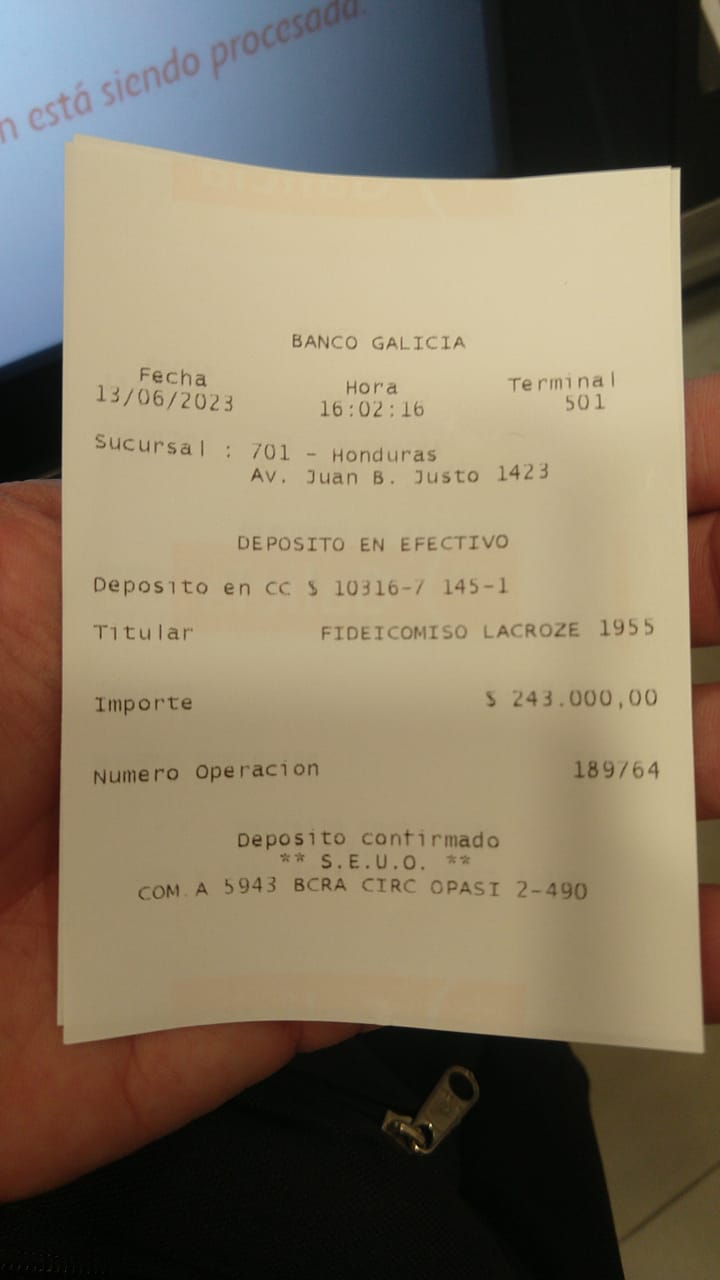 n está siendo procesada.
BANCO GALICIA
Fecha Hora Terminal
13/06/2023 16:02:16 501
Sucursal : 701 - Honduras
Av. Juan B. Justo 1423
DEPOSITO EN EFECTIVO
Deposito en CC $ 10316-7 145-1
Titular FIDEICOMISO LACROZE 1955
Importe $ 243.000,00
Numero Operacion 189764
Deposito confirmado
** S.E.U.O. **
COM.A 5943 BCRA CIRC OPASI 2-490